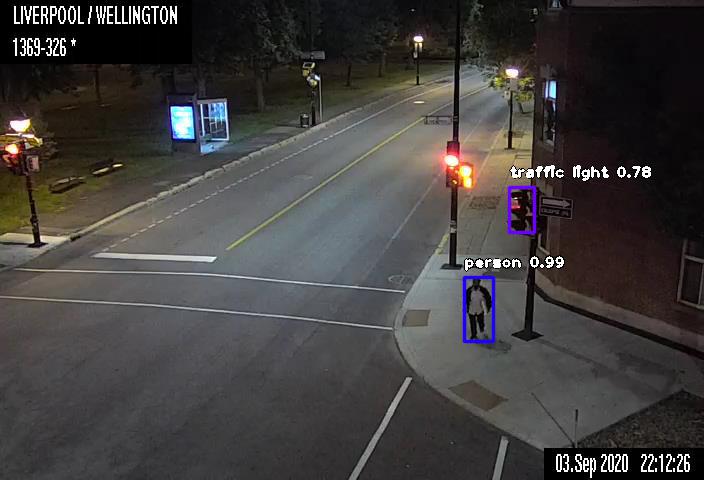 LIVERPOOL / WELLINGTON
1369-326 *
traffic light 0.78
person 0.99
03.Sep 2020 22:12:26